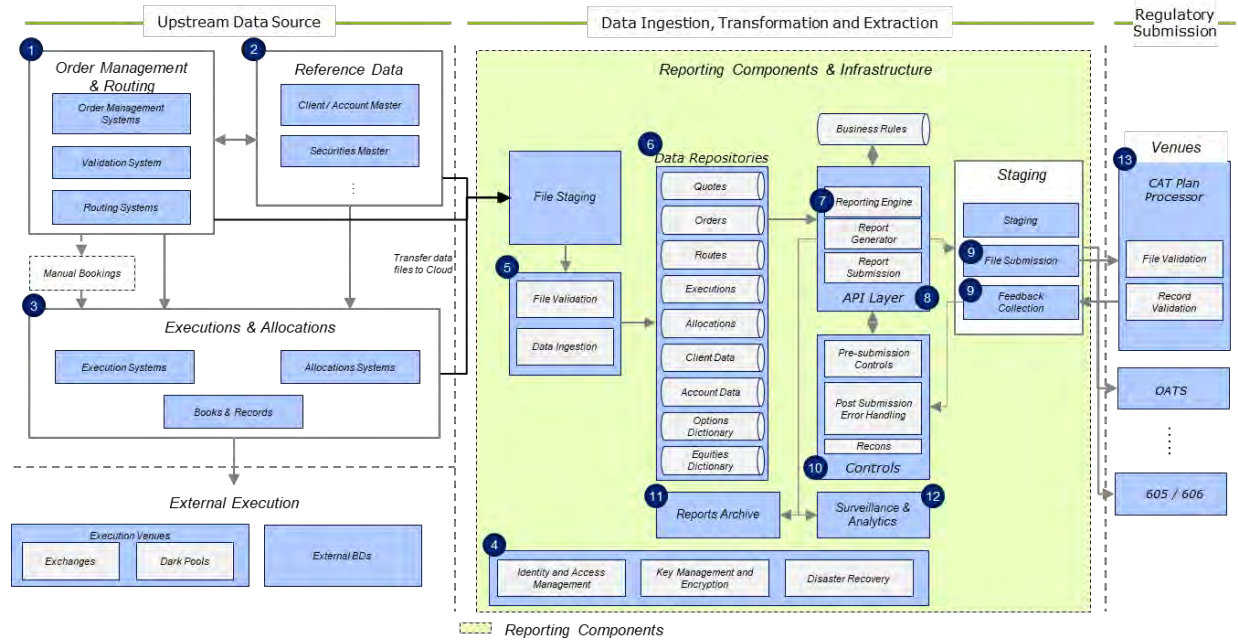 Upstream Data Source
Data Ingestion, Transformation and Extraction
Regulatory
Submission
1
Order Management
& Routing
Order Management
Systems
Validation System
Routing Systems
2
Reference Data
Client / Account Master
Securities Master
⋮
Manual Bookings
Transfer data
files to Cloud
3
Executions & Allocations
Execution Systems
Allocations Systems
Books & Records
External Execution
Execution Venues
Exchanges
Dark Pools
External BDs
Reporting Components & Infrastructure
File Staging
5
File Validation
Data Ingestion
6
Data Repositories
Quotes
Orders
Routes
Executions
Allocations
Client Data
Account Data
Options
Dictionary
Equities
Dictionary
Business Rules
7
Reporting Engine
Report
Generator
Report
Submission
API Layer
8
Pre-submission
Controls
Post Submission
Error Handling
Recons
10
Controls
11
Reports Archive
Surveillance &
Analytics
12
4
Identity and Access
Management
Key Management and
Encryption
Disaster Recovery
Staging
Staging
9
File Submission
9
Feedback
Collection
Venues
13
CAT Plan
Processor
File Validation
Record
Validation
OATS
605 / 606
Reporting Components